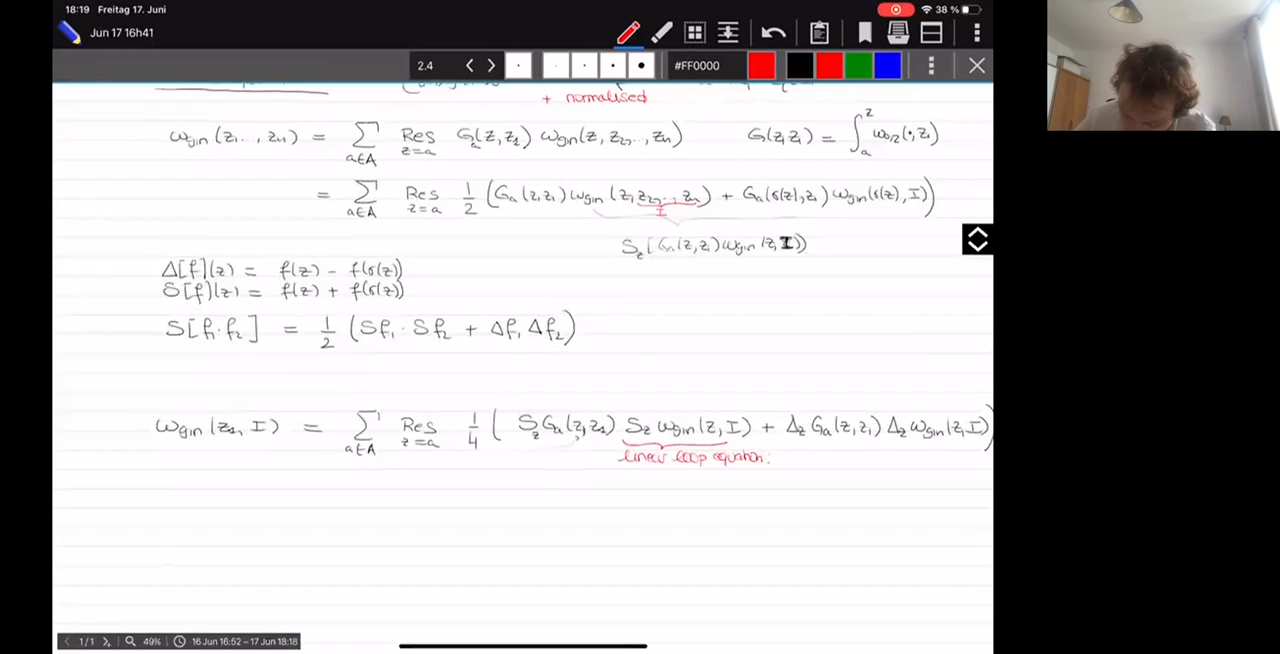 18:19 Freitag 17. Juni 38 %
Jun 17 16h41
2.4 #FF0000
+ normalised
ω_{g,n}(z_1..., z_n) = ∑_{a∈A} Res_{z=a} G_a(z, z_1) ω_{g,n}(z, z_2..., z_n) G(z, z_1) = ∫_a^z ω_{0,2}(·, z_1)
= ∑_{a∈A} Res_{z=a} 1/2 (G_a(z, z_1) ω_{g,n}(z, z_2..., z_n) + G_a(σ(z), z_1) ω_{g,n}(σ(z), I))
I
S_z[G_a(z, z_1) ω_{g,n}(z, I)]
Δ[f](z) = f(z) - f(σ(z))
S[f](z) = f(z) + f(σ(z))
S[f_1 · f_2] = 1/2 (Sf_1 · Sf_2 + Δf_1 Δf_2)
ω_{g,n}(z_1, I) = ∑_{a∈A} Res_{z=a} 1/4 ( S_z G_a(z, z_1) S_z ω_{g,n}(z, I) + Δ_z G_a(z, z_1) Δ_z ω_{g,n}(z, I))
linear loop equation:
1/1 49% 16 Jun 16:52 – 17 Jun 18:18